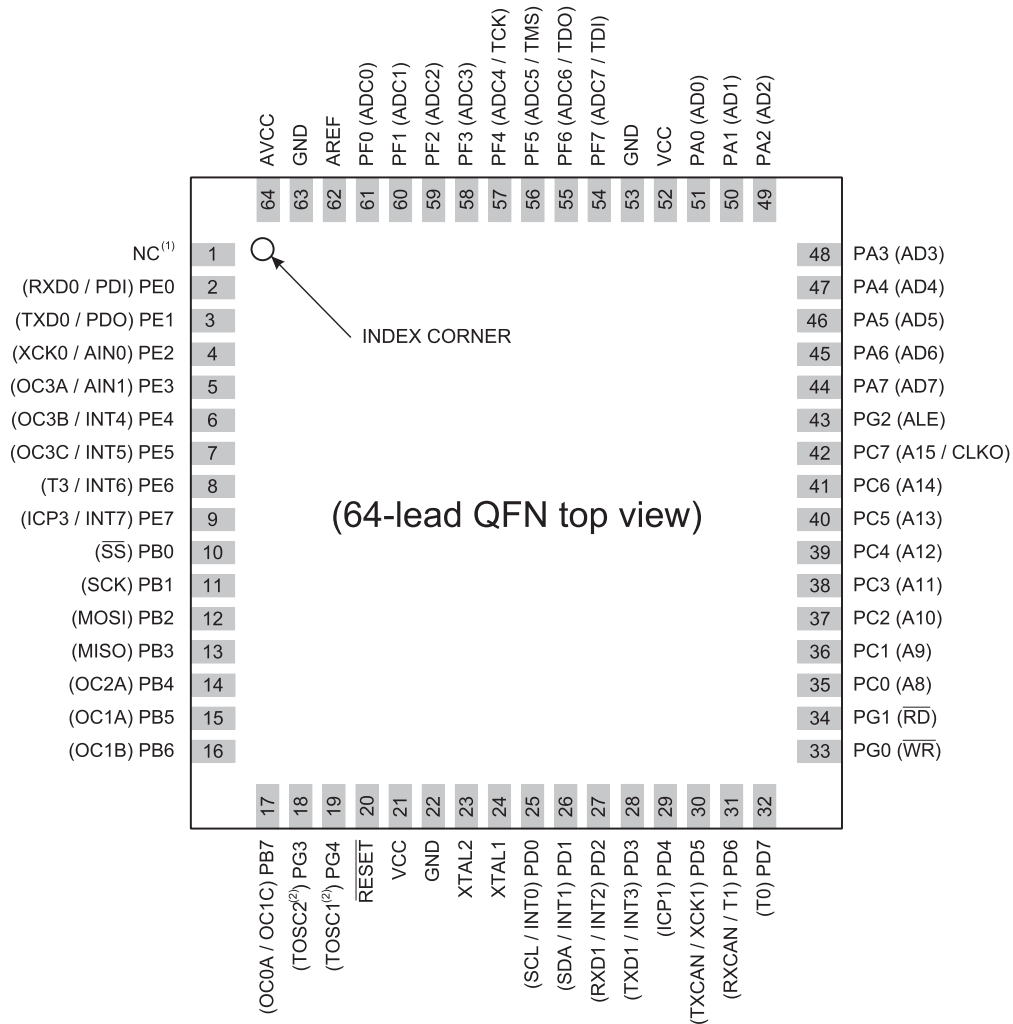 AVCC
GND
AREF
PF0 (ADC0)
PF1 (ADC1)
PF2 (ADC2)
PF3 (ADC3)
PF4 (ADC4 / TCK)
PF5 (ADC5 / TMS)
PF6 (ADC6 / TDO)
PF7 (ADC7 / TDI)
GND
VCC
PA0 (AD0)
PA1 (AD1)
PA2 (AD2)
64
63
62
61
60
59
58
57
56
55
54
53
52
51
50
49
NC(1) 1
(RXD0 / PDI) PE0 2
(TXD0 / PDO) PE1 3
(XCK0 / AIN0) PE2 4
(OC3A / AIN1) PE3 5
(OC3B / INT4) PE4 6
(OC3C / INT5) PE5 7
(T3 / INT6) PE6 8
(ICP3 / INT7) PE7 9
(SS) PB0 10
(SCK) PB1 11
(MOSI) PB2 12
(MISO) PB3 13
(OC2A) PB4 14
(OC1A) PB5 15
(OC1B) PB6 16
INDEX CORNER
(64-lead QFN top view)
48 PA3 (AD3)
47 PA4 (AD4)
46 PA5 (AD5)
45 PA6 (AD6)
44 PA7 (AD7)
43 PG2 (ALE)
42 PC7 (A15 / CLKO)
41 PC6 (A14)
40 PC5 (A13)
39 PC4 (A12)
38 PC3 (A11)
37 PC2 (A10)
36 PC1 (A9)
35 PC0 (A8)
34 PG1 (RD)
33 PG0 (WR)
17
18
19
20
21
22
23
24
25
26
27
28
29
30
31
32
(OC0A / OC1C) PB7
(TOSC2(2)) PG3
(TOSC1(2)) PG4
RESET
VCC
GND
XTAL2
XTAL1
(SCL / INT0) PD0
(SDA / INT1) PD1
(RXD1 / INT2) PD2
(TXD1 / INT3) PD3
(ICP1) PD4
(TXCAN / XCK1) PD5
(RXCAN / T1) PD6
(T0) PD7